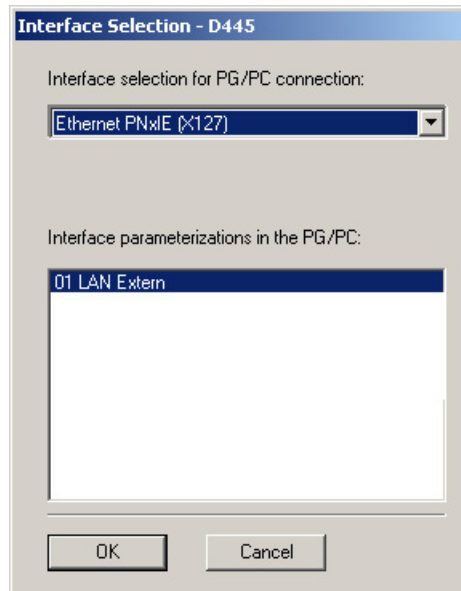 Interface Selection - D445
Interface selection for PG/PC connection:
Ethernet PNxIE (X127)
Interface parameterizations in the PG/PC:
01 LAN Extern
OK
Cancel